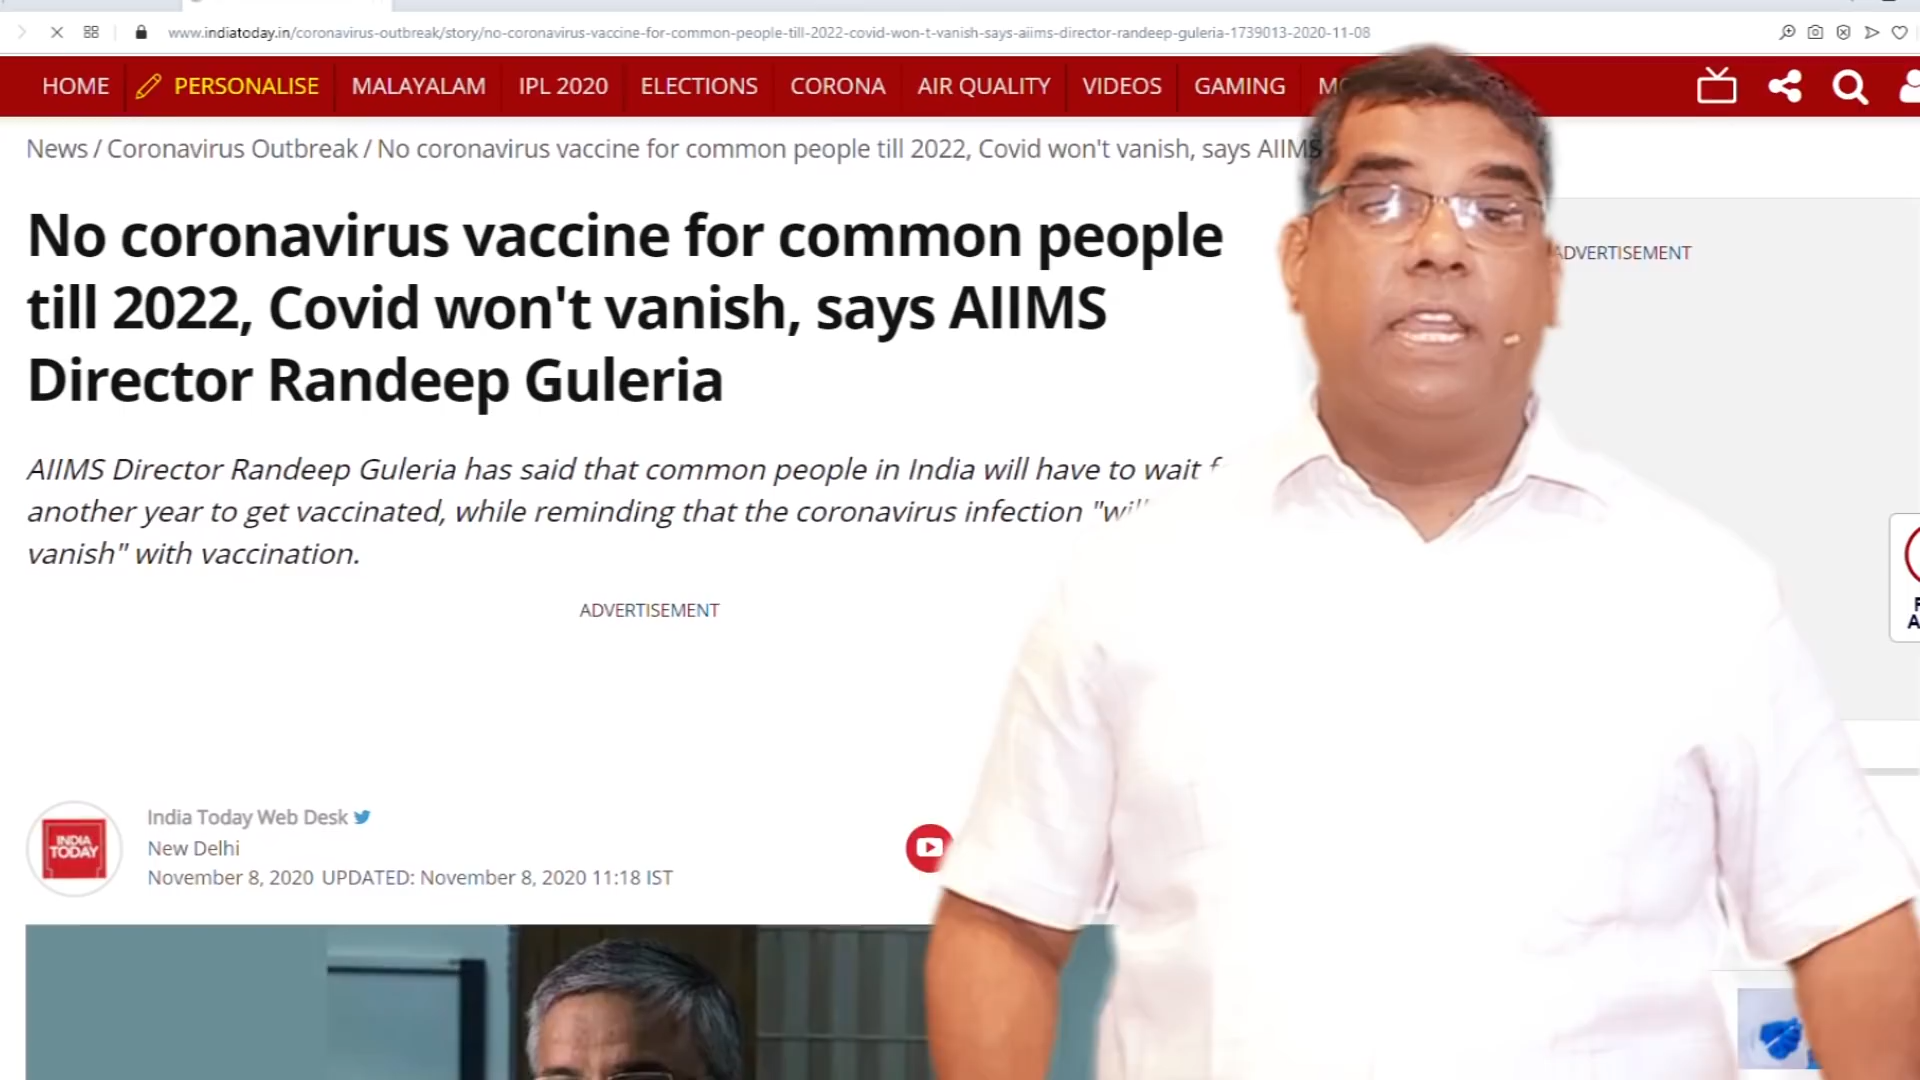 www.indiatoday.in/coronavirus-outbreak/story/no-coronavirus-vaccine-for-common-people-till-2022-covid-won-t-vanish-says-aiims-director-randeep-guleria-1739013-2020-11-08
HOME PERSONALISE MALAYALAM IPL 2020 ELECTIONS CORONA AIR QUALITY VIDEOS GAMING
News / Coronavirus Outbreak / No coronavirus vaccine for common people till 2022, Covid won't vanish, says AIIMS
No coronavirus vaccine for common people
till 2022, Covid won't vanish, says AIIMS
Director Randeep Guleria
ADVERTISEMENT
AIIMS Director Randeep Guleria has said that common people in India will have to wait
another year to get vaccinated, while reminding that the coronavirus infection
vanish" with vaccination.
ADVERTISEMENT
INDIA
TODAY
India Today Web Desk
New Delhi
November 8, 2020 UPDATED: November 8, 2020 11:18 IST